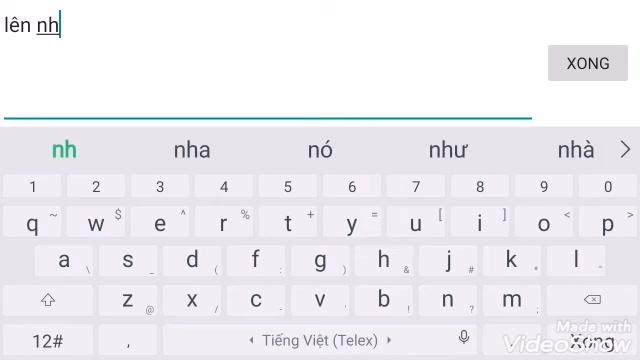 lên nh
XONG
nh nha nó như nhà
1 2 3 4 5 6 7 8 9 0
q ~ w $ e ^ r % t + y = u [ i ] o < p >
a \ s _ d ( f : g ) h & j # k * l "
z @ x / c - v ' b ! n ? m ;
12# , Tiếng Việt (Telex) . Xong
Made with
VideoShow